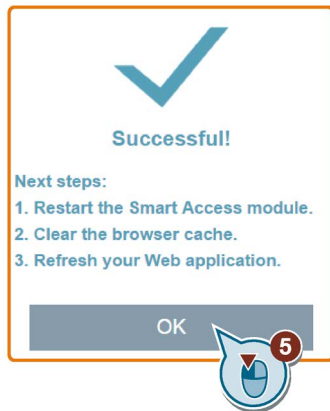 Successful!
Next steps:
1. Restart the Smart Access module.
2. Clear the browser cache.
3. Refresh your Web application.
OK
5